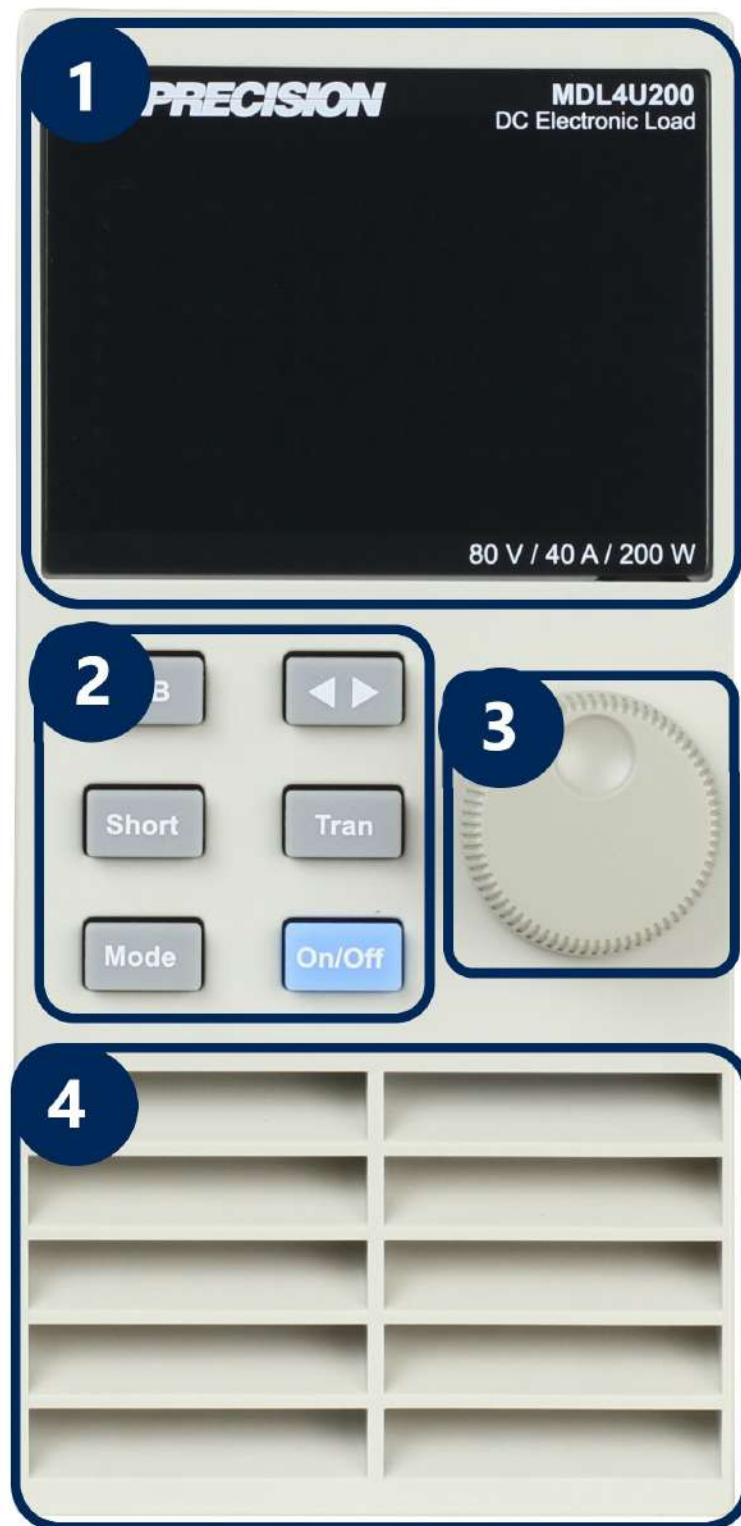 1
PRECISION
MDL4U200
DC Electronic Load
80 V / 40 A / 200 W
2
B
◀ ▶
3
Short
Tran
Mode
On/Off
4